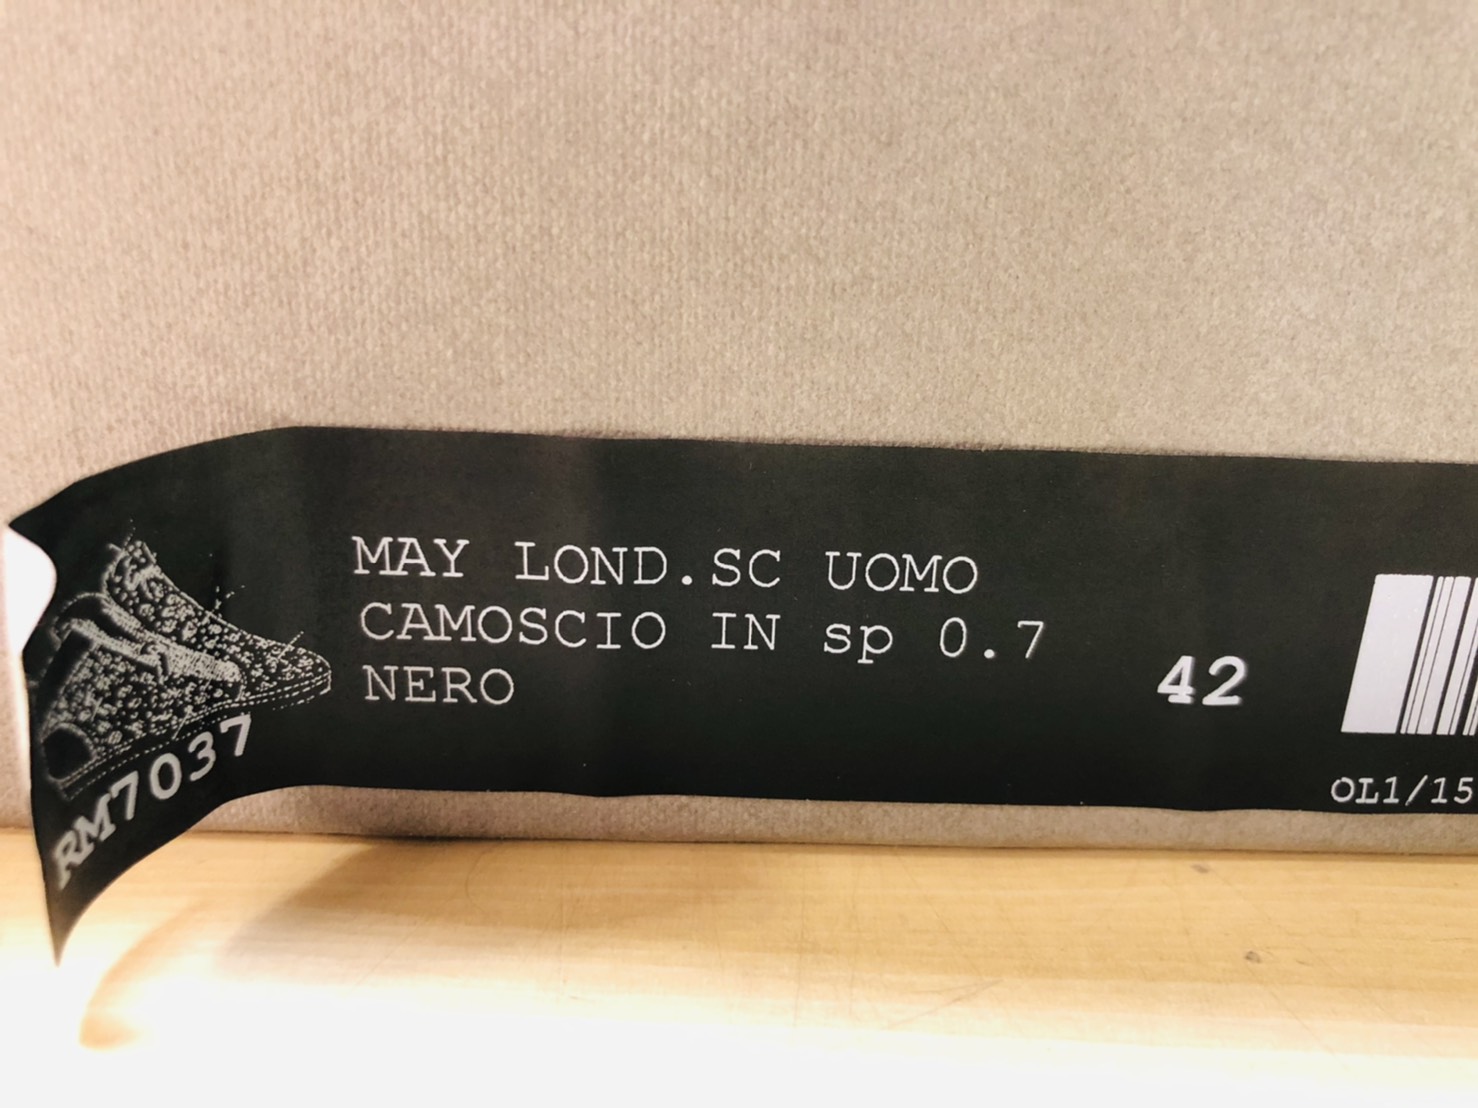 MAY LOND.SC UOMO
CAMOSCIO IN sp 0.7
NERO
42
RM7037
OL1/15